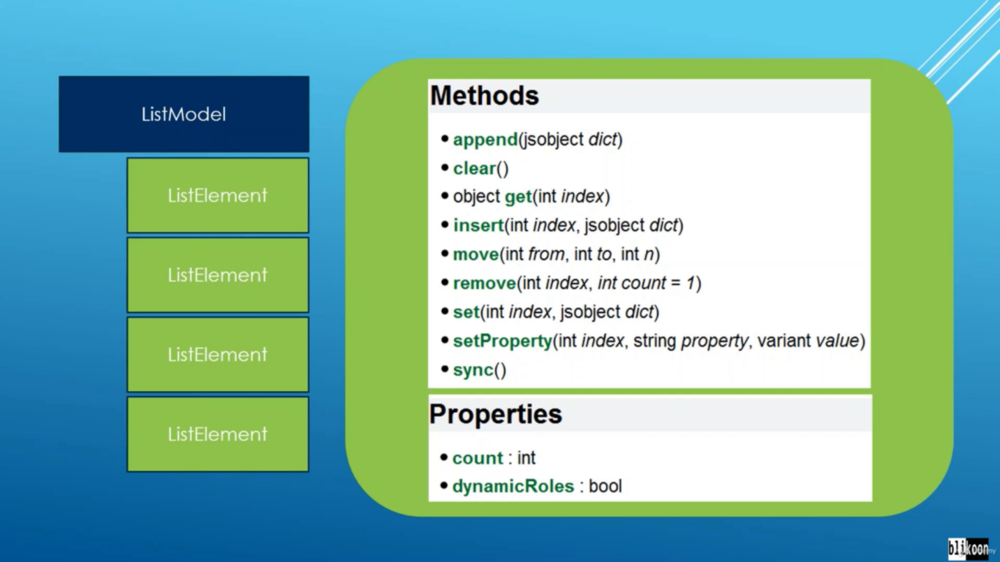 ListModel
ListElement
ListElement
ListElement
ListElement
Methods
• append(jsobject dict)
• clear()
• object get(int index)
• insert(int index, jsobject dict)
• move(int from, int to, int n)
• remove(int index, int count = 1)
• set(int index, jsobject dict)
• setProperty(int index, string property, variant value)
• sync()
Properties
• count : int
• dynamicRoles : bool
blikoon